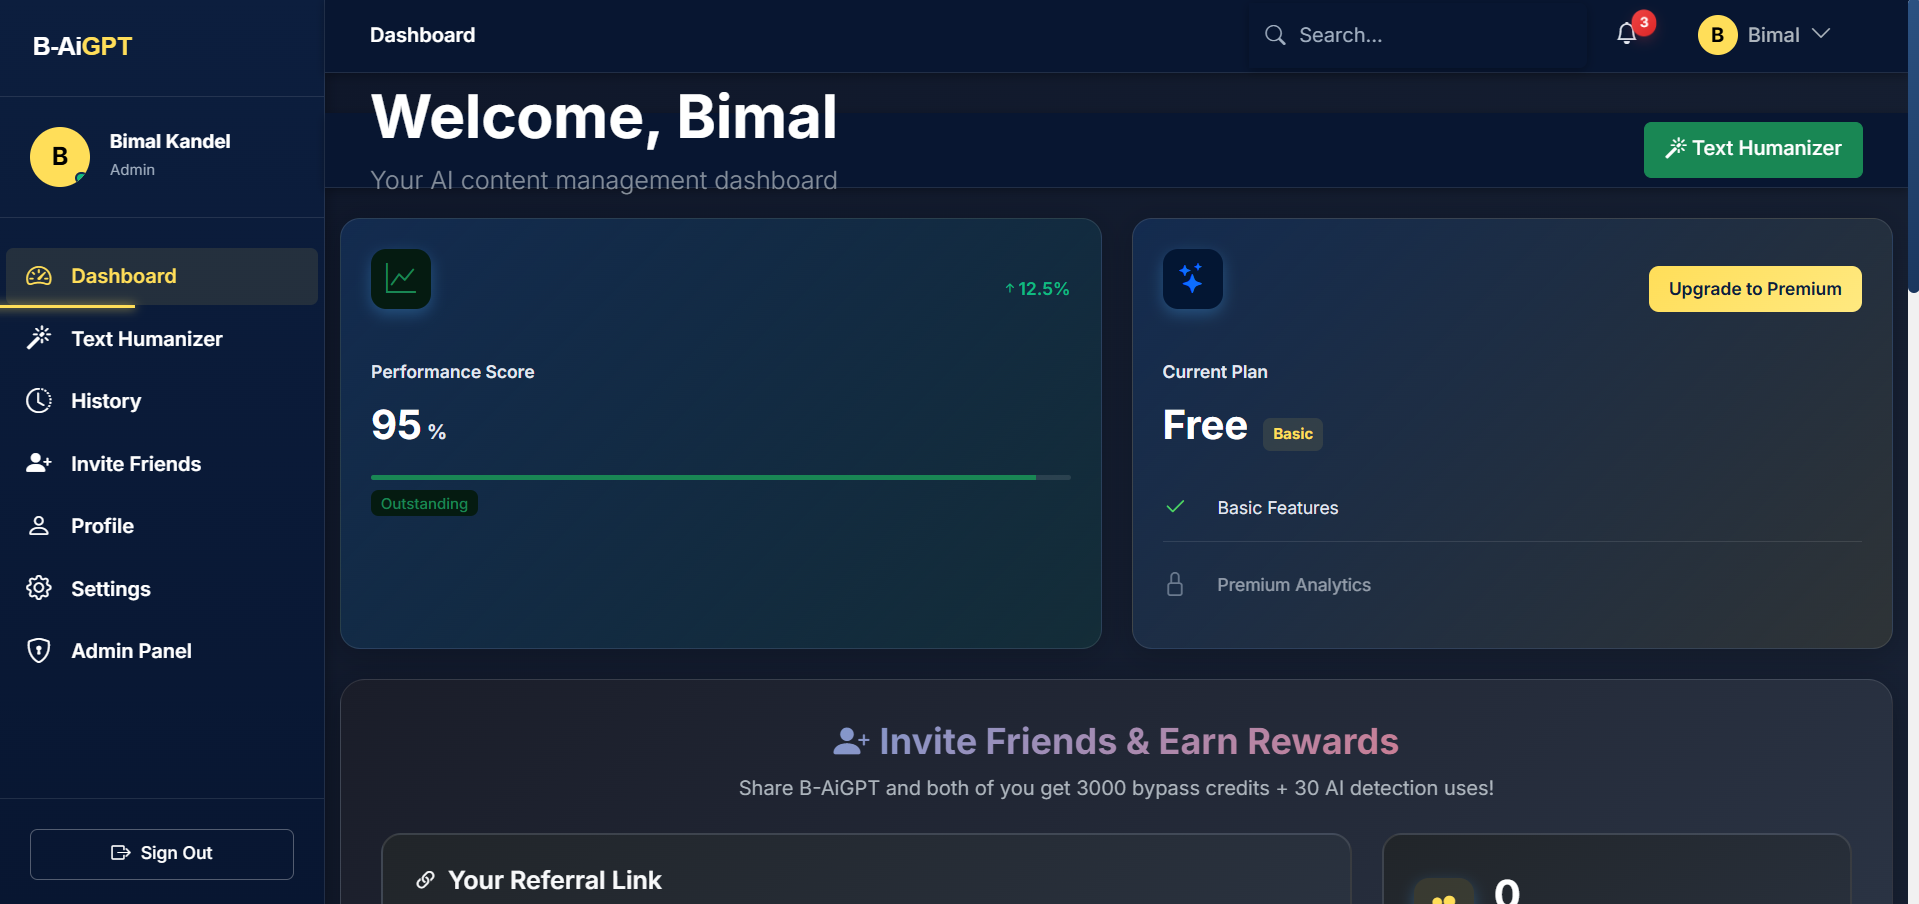 B-AiGPT
Bimal Kandel
Admin
Dashboard
Text Humanizer
History
Invite Friends
Profile
Settings
Admin Panel
Sign Out
Dashboard
Search...
3
B Bimal
B
Welcome, Bimal
Your AI content management dashboard
Text Humanizer
↑12.5%
Performance Score
95 %
Outstanding
Upgrade to Premium
Current Plan
Free Basic
Basic Features
Premium Analytics
Invite Friends & Earn Rewards
Share B-AiGPT and both of you get 3000 bypass credits + 30 AI detection uses!
Your Referral Link
0